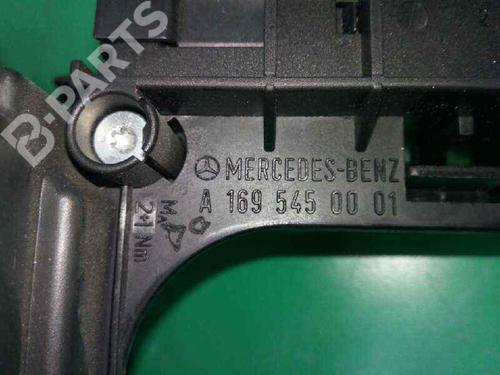 B-PARTS
MERCEDES-BENZ
A 169 545 00 01
2+1 Nm